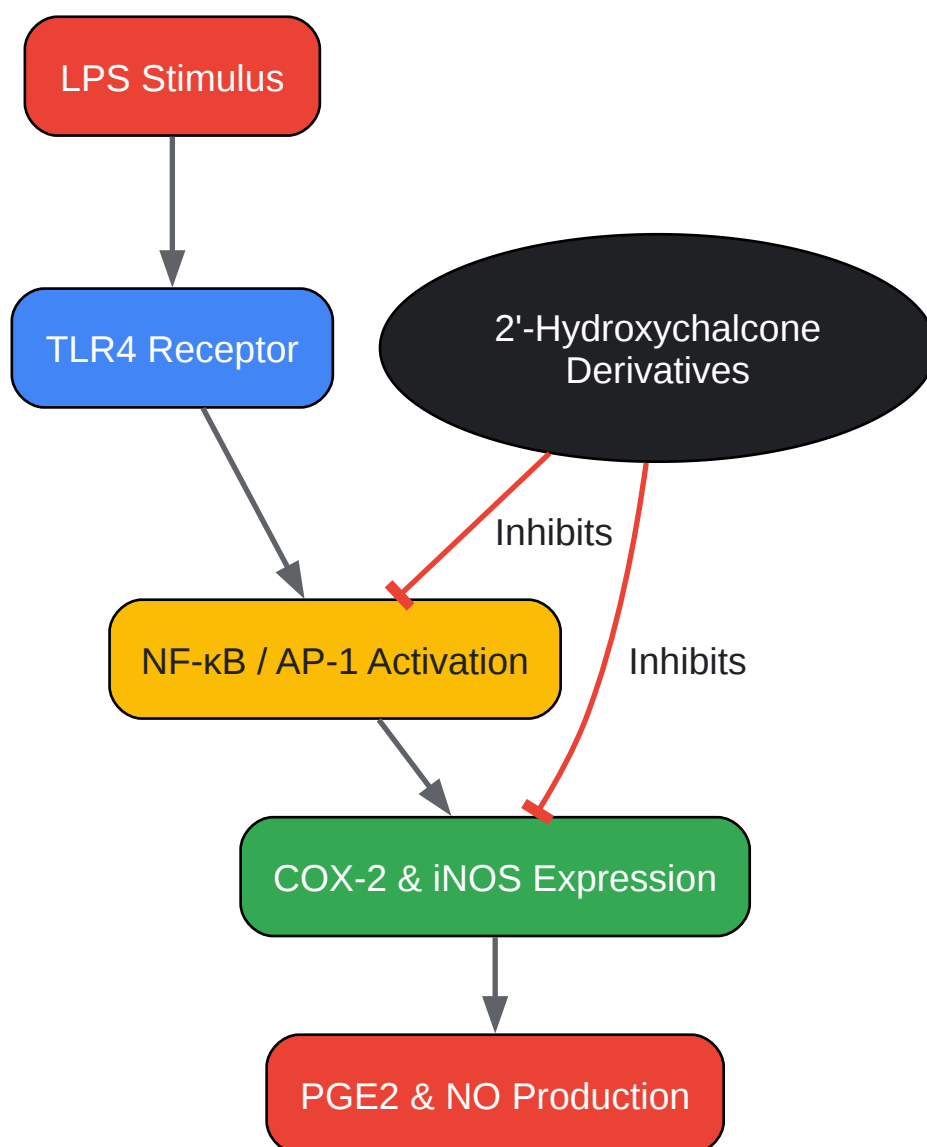 LPS Stimulus
TLR4 Receptor
2'-Hydroxychalcone
Derivatives
Inhibits
NF-κB / AP-1 Activation
Inhibits
COX-2 & iNOS Expression
PGE2 & NO Production